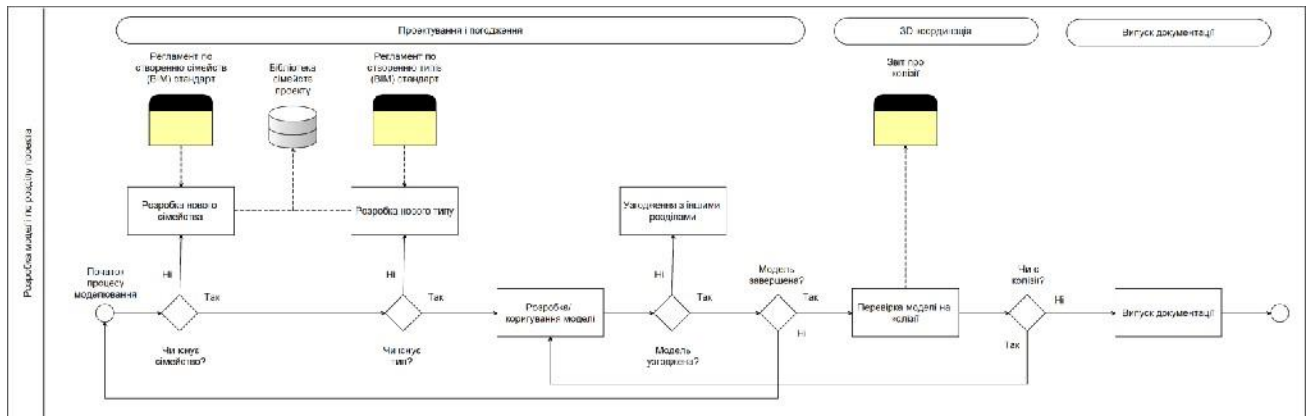 Проектування і погодження
3D координація
Випуск документації
Регламент по
створенню сімейств
(BIM) стандарт
Бібліотека
сімейств
проекту
Регламент по
створенню типів
(BIM) стандарт
Звіт про
колізії
Розробка моделі по розділу проекта
Розробка нового
сімейства
Розробка нового типу
Узгодження з іншими
розділами
Початок
процесу
моделювання
Ні
Так
Чи існує
сімейство?
Ні
Так
Чи існує
тип?
Розробка/
коригування моделі
Ні
Так
Модель
узгоджена?
Модель
завершена?
Так
Ні
Перевірка моделі на
колізії
Чи є
колізії?
Ні
Так
Випуск документації